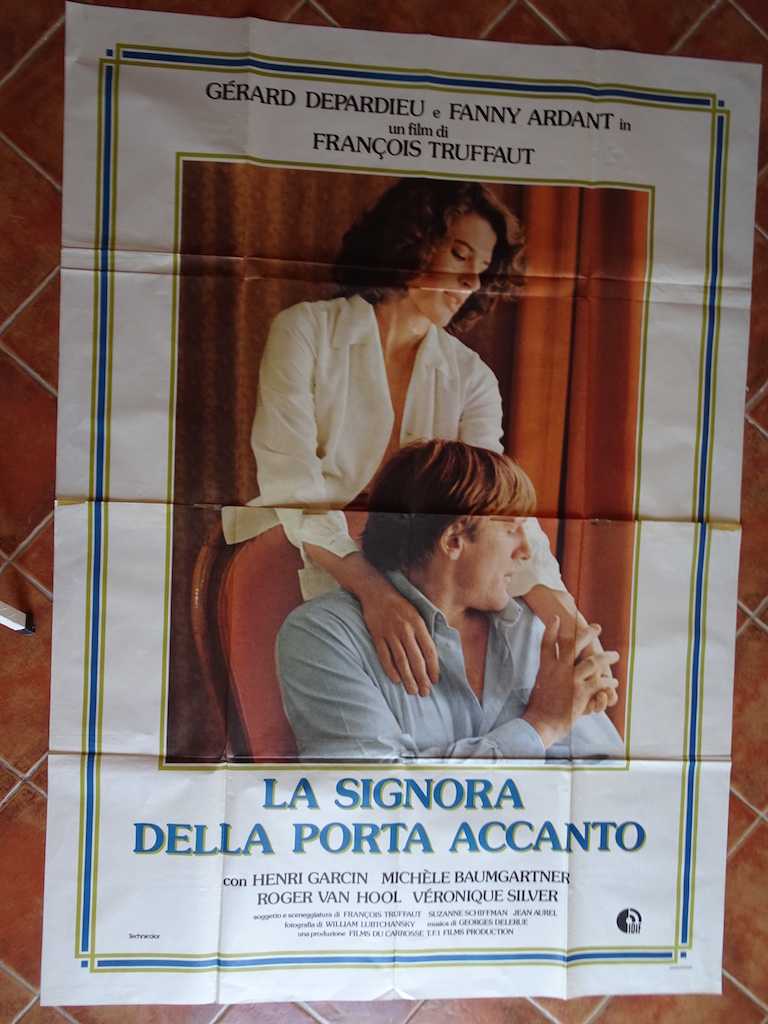 GÉRARD DEPARDIEU e FANNY ARDANT in
un film di
FRANÇOIS TRUFFAUT
LA SIGNORA
DELLA PORTA ACCANTO
con HENRI GARCIN MICHÈLE BAUMGARTNER
ROGER VAN HOOL VÉRONIQUE SILVER
soggetto e sceneggiatura di FRANÇOIS TRUFFAUT SUZANNE SCHIFFMAN JEAN AUREL
fotografia di WILLIAM LUBTCHANSKY musica di GEORGES DELERUE
una produzione FILMS DU CARROSSE T.F.1 FILMS PRODUCTION
Technicolor
IDIF